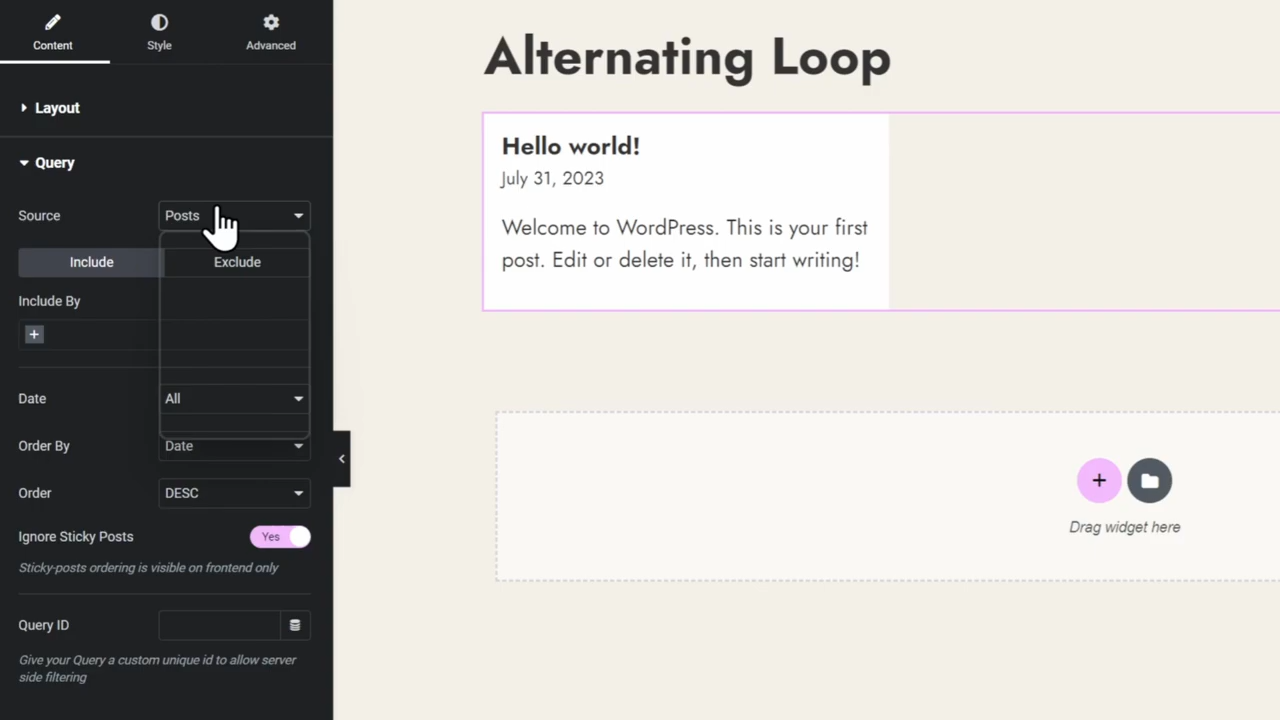 Content
Style
Advanced
Layout
Query
Source
Posts
Include
Exclude
Include By
Date
All
Order By
Date
Order
DESC
Ignore Sticky Posts
Yes
Sticky-posts ordering is visible on frontend only
Query ID
Give your Query a custom unique id to allow server
side filtering
Alternating Loop
Hello world!
July 31, 2023
Welcome to WordPress. This is your first
post. Edit or delete it, then start writing!
Drag widget here